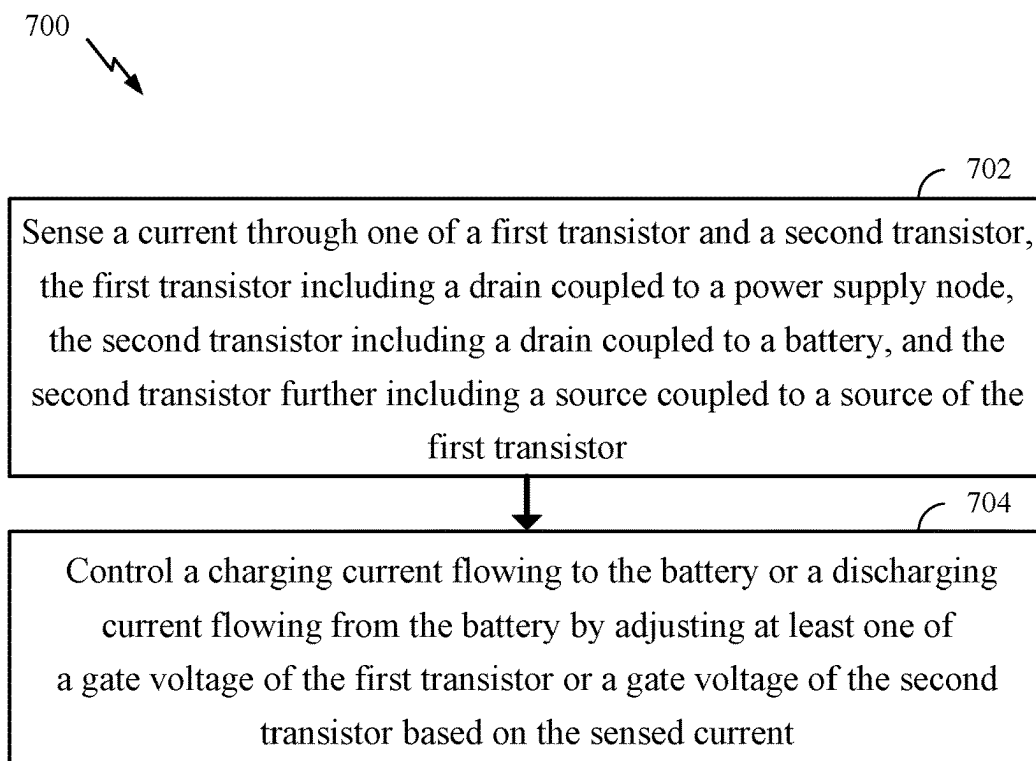 700
702
Sense a current through one of a first transistor and a second transistor,
the first transistor including a drain coupled to a power supply node,
the second transistor including a drain coupled to a battery, and the
second transistor further including a source coupled to a source of the
first transistor
704
Control a charging current flowing to the battery or a discharging
current flowing from the battery by adjusting at least one of
a gate voltage of the first transistor or a gate voltage of the second
transistor based on the sensed current